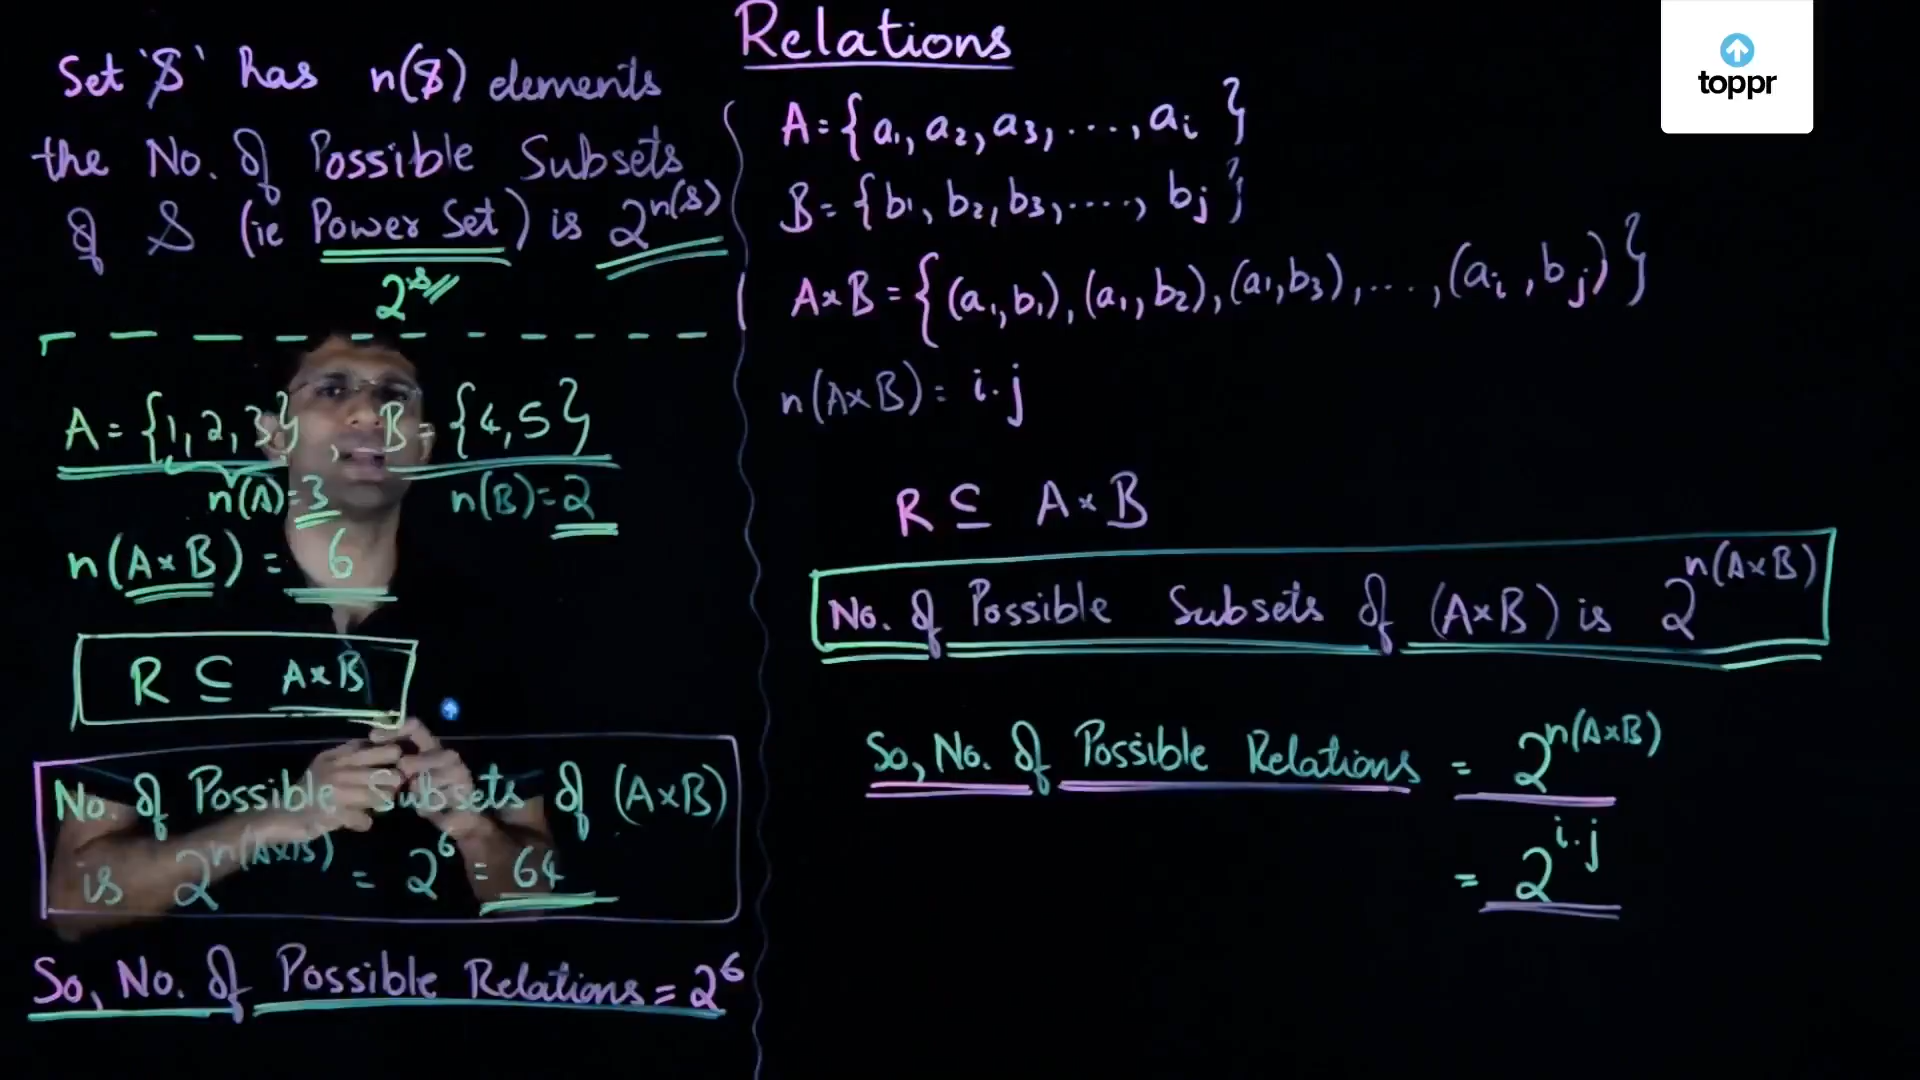 Relations
toppr
Set 'S' has n(S) elements
the No. of Possible Subsets
of S (ie Power Set) is 2^n(S)
2^S
A = {1, 2, 3}, B = {4, 5}
n(A) = 3 n(B) = 2
n(A×B) = 6
R ⊆ A×B
No. of Possible Subsets of (A×B)
is 2^n(A×B) = 2^6 = 64
So, No. of Possible Relations = 2^6
A = {a₁, a₂, a₃, ...., aᵢ}
B = {b₁, b₂, b₃, ...., bⱼ}
A×B = {(a₁, b₁), (a₁, b₂), (a₁, b₃), ...., (aᵢ, bⱼ)}
n(A×B) = i.j
R ⊆ A×B
No. of Possible Subsets of (A×B) is 2^n(A×B)
So, No. of Possible Relations = 2^n(A×B)
= 2^i.j